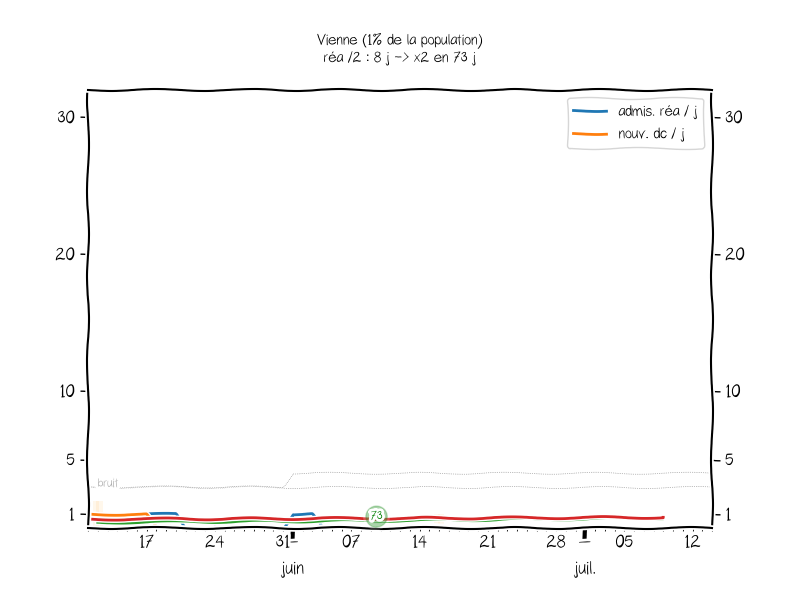 Vienne (1% de la population)
réa /2 : 8 j -> x2 en 73 j
admis. réa / j
nouv. dc / j
30
30
20
20
10
10
5
5
bruit
1
1
73
17 24 31 07 14 21 28 05 12
juin juil.